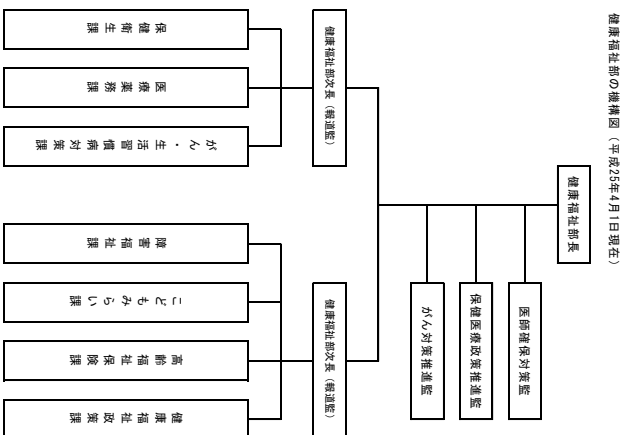 健康福祉部の機構図（平成25年4月1日現在）
健康福祉部長
医師確保対策監
保健医療政策推進監
がん対策推進監
健康福祉部次長（報道監）
健康福祉部次長（報道監）
健康福祉政策課
高齢福祉保険課
こどもみらい課
障害福祉課
がん・生活習慣病対策課
医療薬務課
保健衛生課